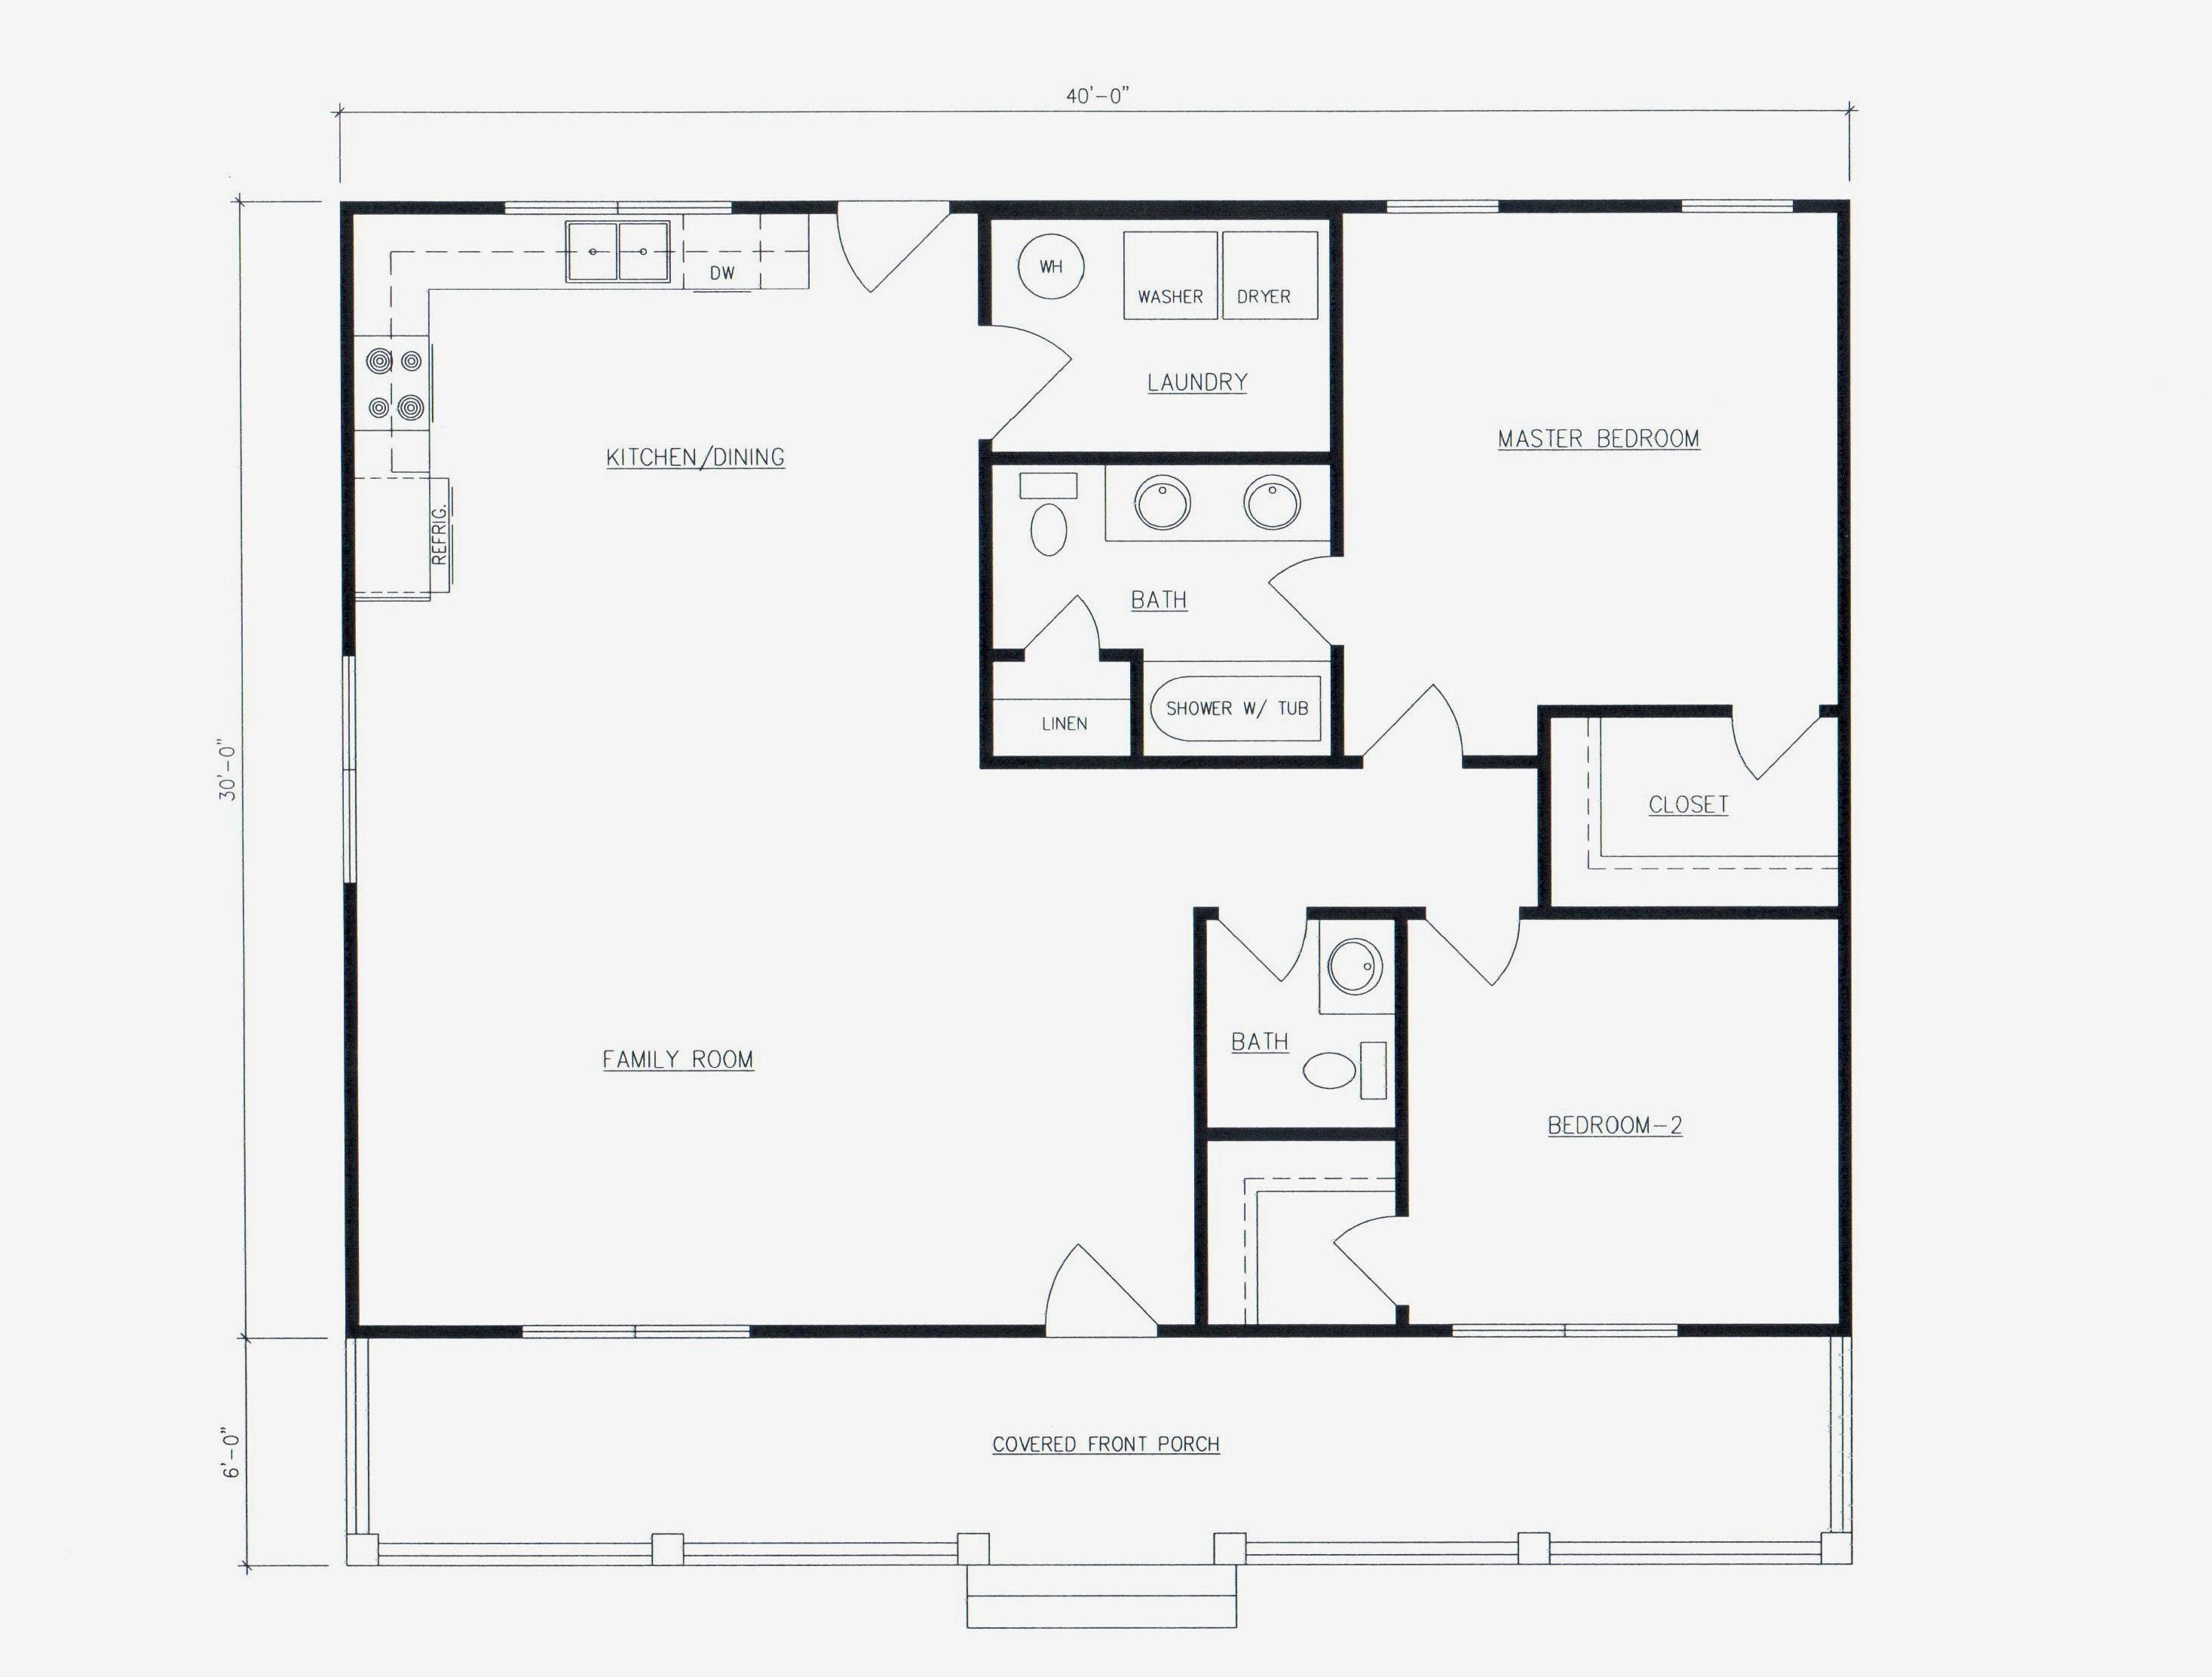 40'-0"
WH
WASHER
DRYER
DW
LAUNDRY
KITCHEN/DINING
MASTER BEDROOM
REFRIG.
BATH
SHOWER W/ TUB
LINEN
30'-0"
CLOSET
BATH
FAMILY ROOM
BEDROOM-2
COVERED FRONT PORCH
6'-0"